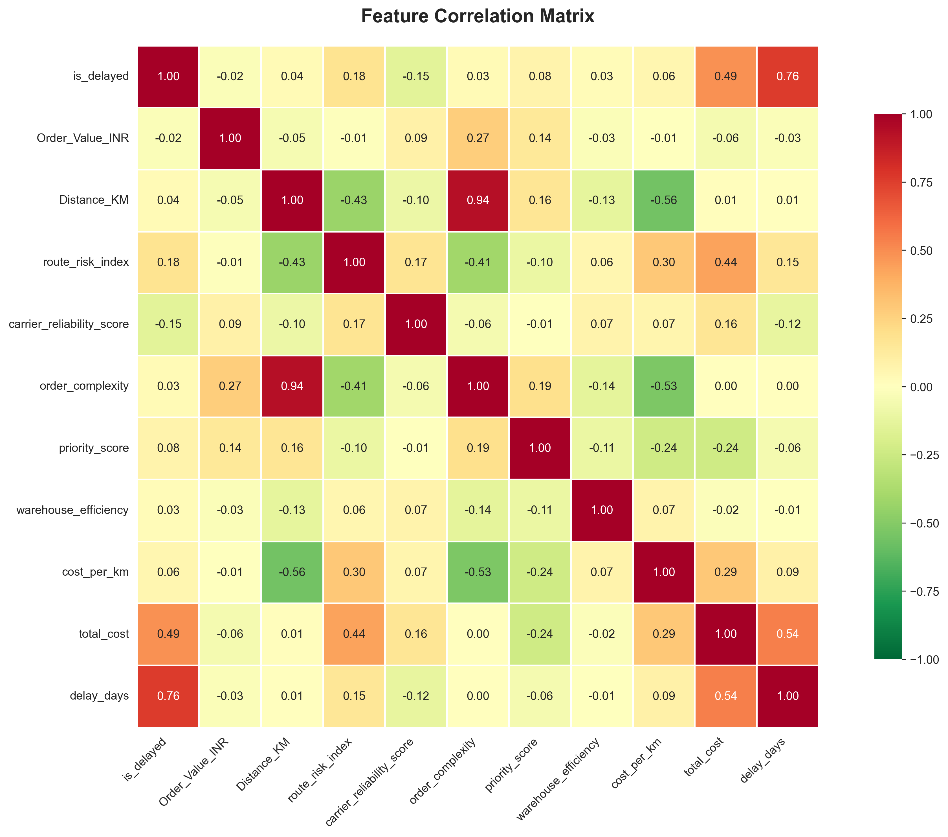 Feature Correlation Matrix
is_delayed 1.00 -0.02 0.04 0.18 -0.15 0.03 0.08 0.03 0.06 0.49 0.76
Order_Value_INR -0.02 1.00 -0.05 -0.01 0.09 0.27 0.14 -0.03 -0.01 -0.06 -0.03
Distance_KM 0.04 -0.05 1.00 -0.43 -0.10 0.94 0.16 -0.13 -0.56 0.01 0.01
route_risk_index 0.18 -0.01 -0.43 1.00 0.17 -0.41 -0.10 0.06 0.30 0.44 0.15
carrier_reliability_score -0.15 0.09 -0.10 0.17 1.00 -0.06 -0.01 0.07 0.07 0.16 -0.12
order_complexity 0.03 0.27 0.94 -0.41 -0.06 1.00 0.19 -0.14 -0.53 0.00 0.00
priority_score 0.08 0.14 0.16 -0.10 -0.01 0.19 1.00 -0.11 -0.24 -0.24 -0.06
warehouse_efficiency 0.03 -0.03 -0.13 0.06 0.07 -0.14 -0.11 1.00 0.07 -0.02 -0.01
cost_per_km 0.06 -0.01 -0.56 0.30 0.07 -0.53 -0.24 0.07 1.00 0.29 0.09
total_cost 0.49 -0.06 0.01 0.44 0.16 0.00 -0.24 -0.02 0.29 1.00 0.54
delay_days 0.76 -0.03 0.01 0.15 -0.12 0.00 -0.06 -0.01 0.09 0.54 1.00
is_delayed
Order_Value_INR
Distance_KM
route_risk_index
carrier_reliability_score
order_complexity
priority_score
warehouse_efficiency
cost_per_km
total_cost
delay_days
1.00
0.75
0.50
0.25
0.00
−0.25
−0.50
−0.75
−1.00